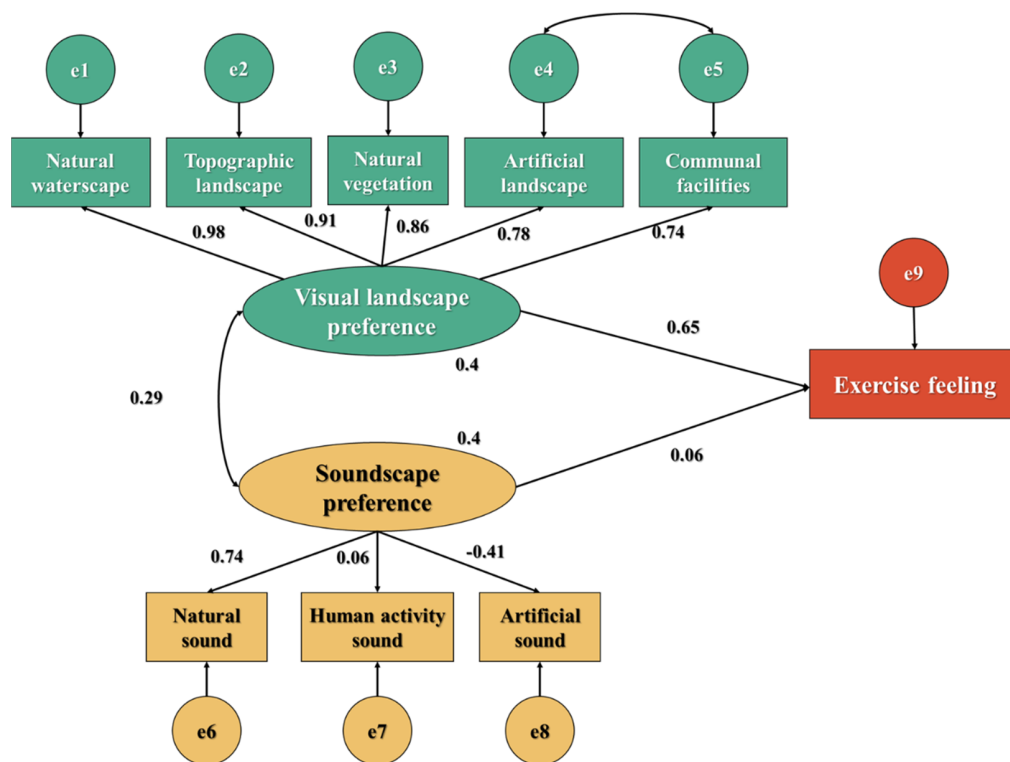 e1
e2
e3
e4
e5
Natural
waterscape
Topographic
landscape
Natural
vegetation
Artificial
landscape
Communal
facilities
0.98
0.91
0.86
0.78
0.74
e9
Visual landscape
preference
0.65
0.4
Exercise feeling
0.29
0.4
0.06
Soundscape
preference
0.74
0.06
-0.41
Natural
sound
Human activity
sound
Artificial
sound
e6
e7
e8